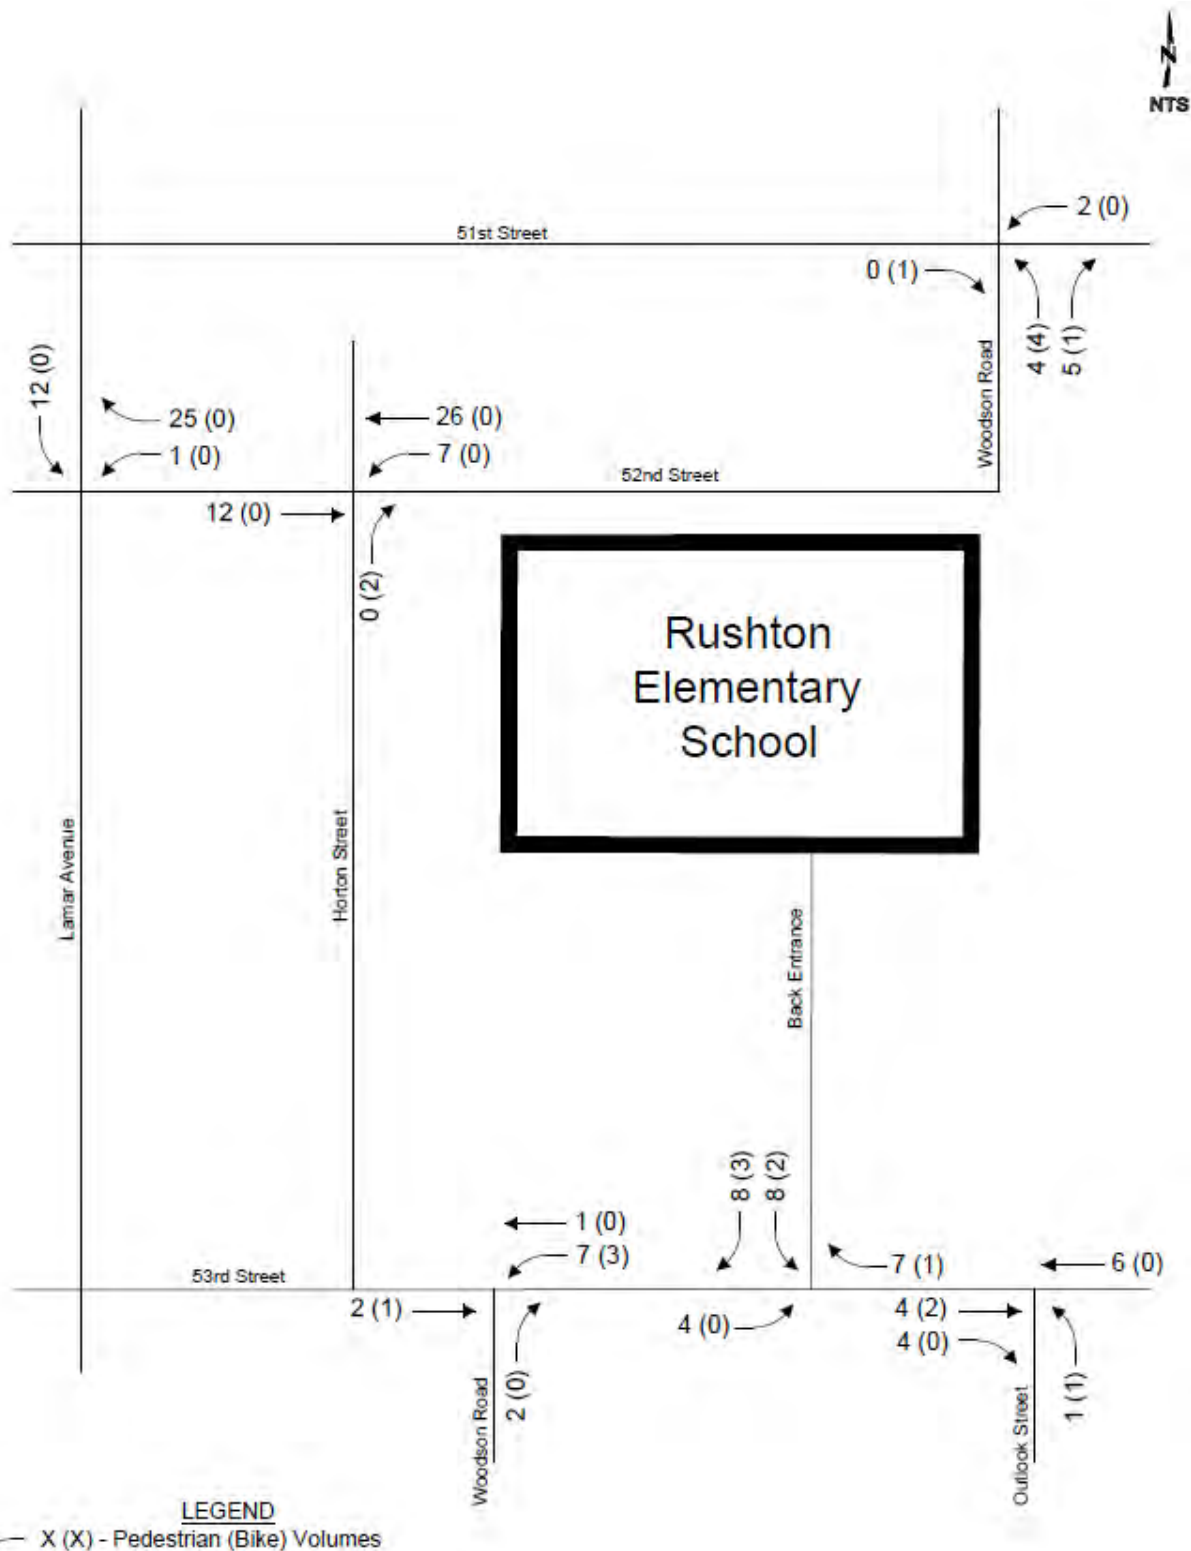 N
NTS
2 (0)
51st Street
0 (1)
4 (4)
5 (1)
Woodson Road
12 (0)
25 (0)
1 (0)
26 (0)
7 (0)
52nd Street
12 (0)
0 (2)
Rushton
Elementary
School
Lamar Avenue
Horton Street
Back Entrance
8 (3)
8 (2)
1 (0)
7 (3)
7 (1)
6 (0)
53rd Street
2 (1)
4 (0)
4 (2)
4 (0)
2 (0)
1 (1)
Woodson Road
Outlook Street
LEGEND
X (X) - Pedestrian (Bike) Volumes